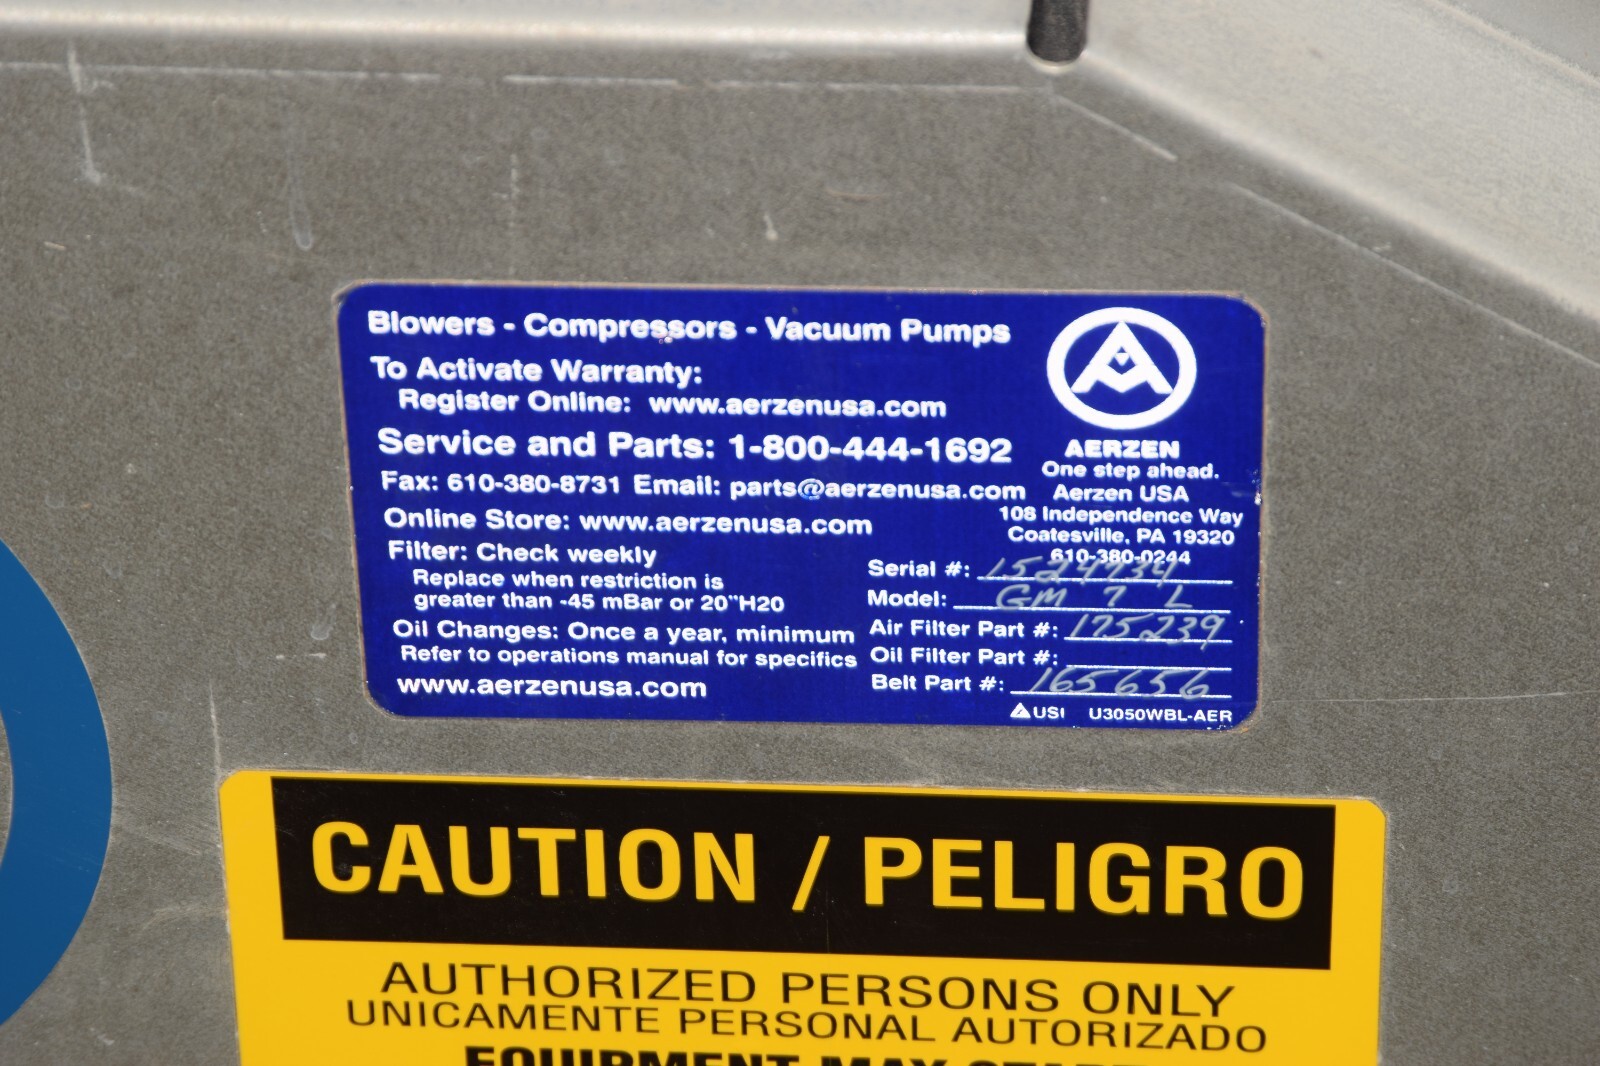 Blowers - Compressors - Vacuum Pumps
To Activate Warranty:
Register Online: www.aerzenusa.com
Service and Parts: 1-800-444-1692
Fax: 610-380-8731 Email: parts@aerzenusa.com
Online Store: www.aerzenusa.com
Filter: Check weekly
Replace when restriction is
greater than -45 mBar or 20"H20
Oil Changes: Once a year, minimum
Refer to operations manual for specifics
www.aerzenusa.com
AERZEN
One step ahead.
Aerzen USA
108 Independence Way
Coatesville, PA 19320
610-380-0244
Serial #:
Model: GM 7 L
Air Filter Part #: 175239
Oil Filter Part #:
Belt Part #: 165656
USI U3050WBL-AER
CAUTION / PELIGRO
AUTHORIZED PERSONS ONLY
UNICAMENTE PERSONAL AUTORIZADO
EQUIPMENT MAY START